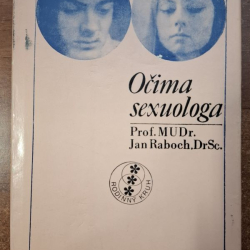 Očima
sexuologa
Prof. MUDr.
Jan Raboch, DrSc.
RODINNÝ KRUH